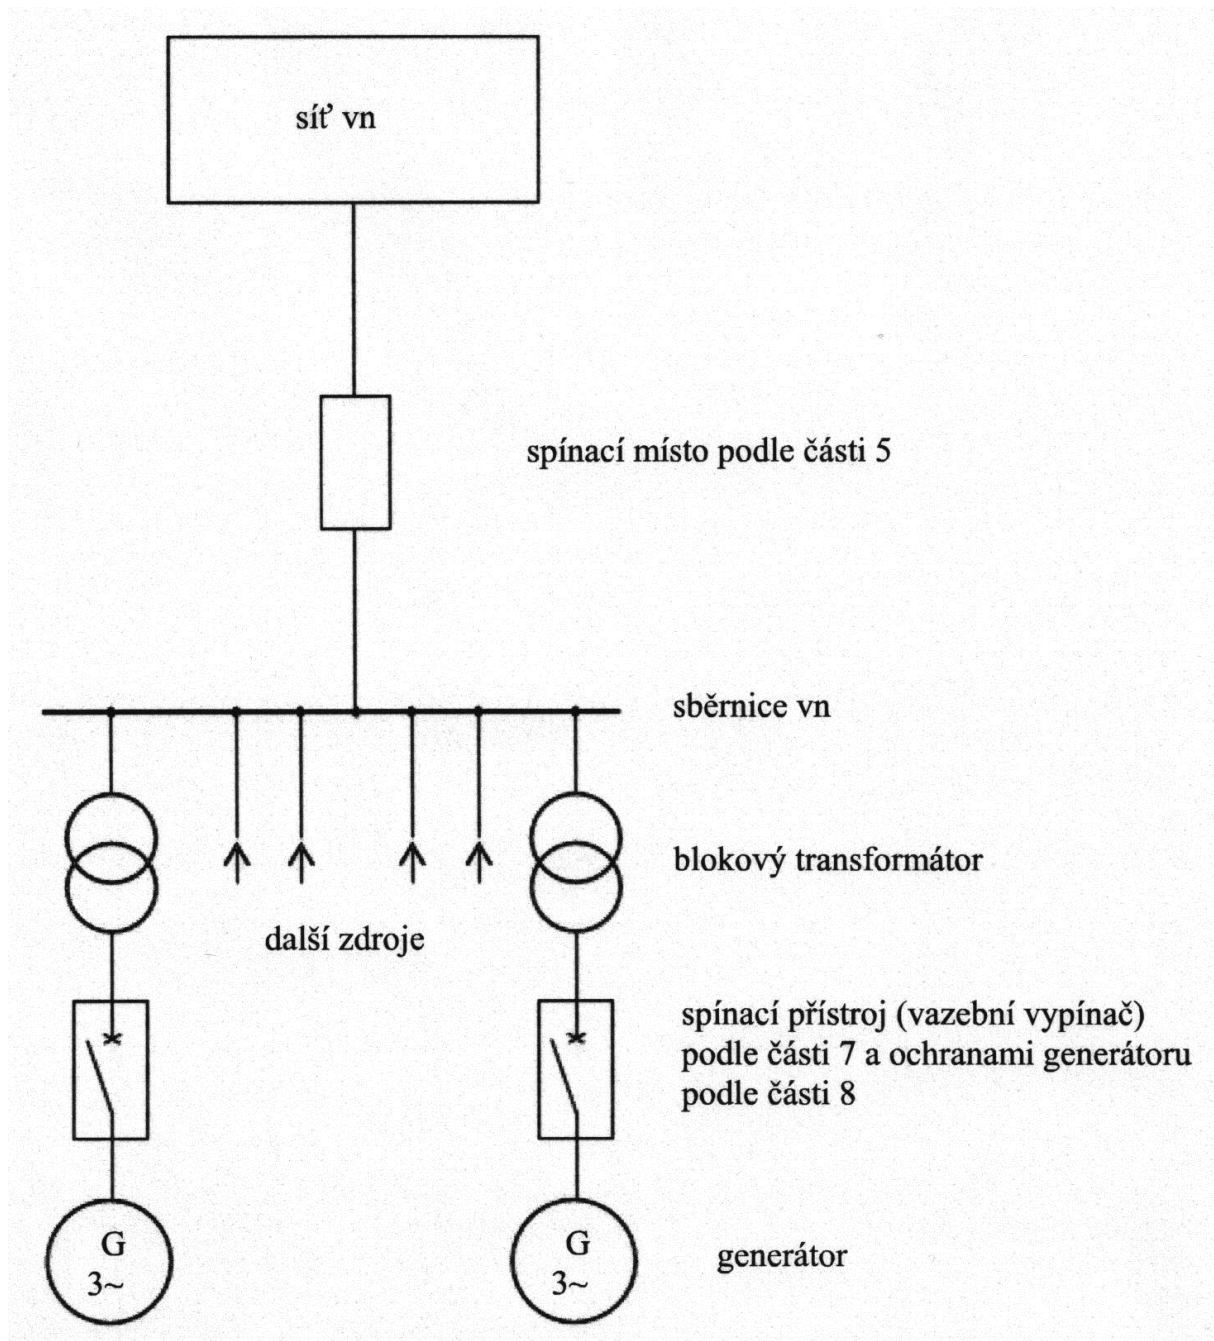 síť vn
spínací místo podle části 5
sběrnice vn
blokový transformátor
další zdroje
spínací přístroj (vazební vypínač)
podle části 7 a ochranami generátoru
podle části 8
G
3~
G
3~
generátor